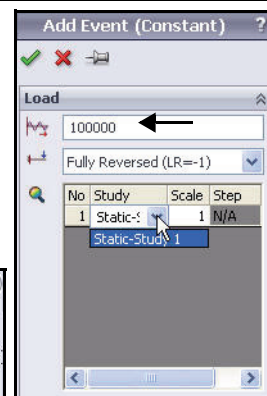 Add Event (Constant) ?
Load
100000
Fully Reversed (LR=-1)
No Study Scale Step
1 Static-S 1 N/A
Static-Study 1